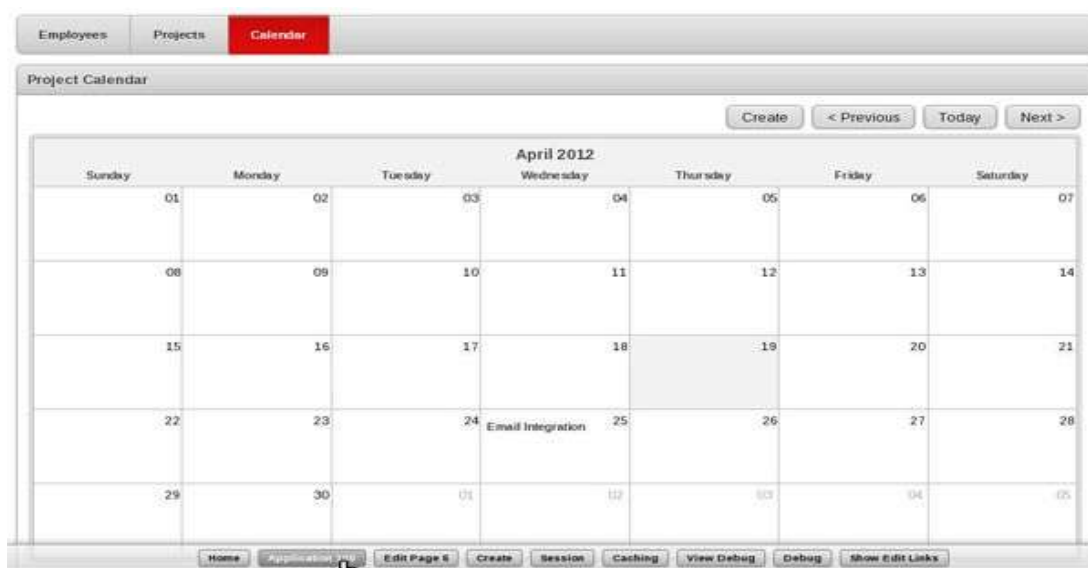 Employees Projects Calendar
Project Calendar
Create < Previous Today Next >
April 2012
Sunday Monday Tuesday Wednesday Thursday Friday Saturday
01 02 03 04 05 06 07
08 09 10 11 12 13 14
15 16 17 18 19 20 21
22 23 24 Email Integration 25 26 27 28
29 30 01 02 03 04 05
Home Application Edit Page 6 Create Session Caching View Debug Debug Show Edit Links